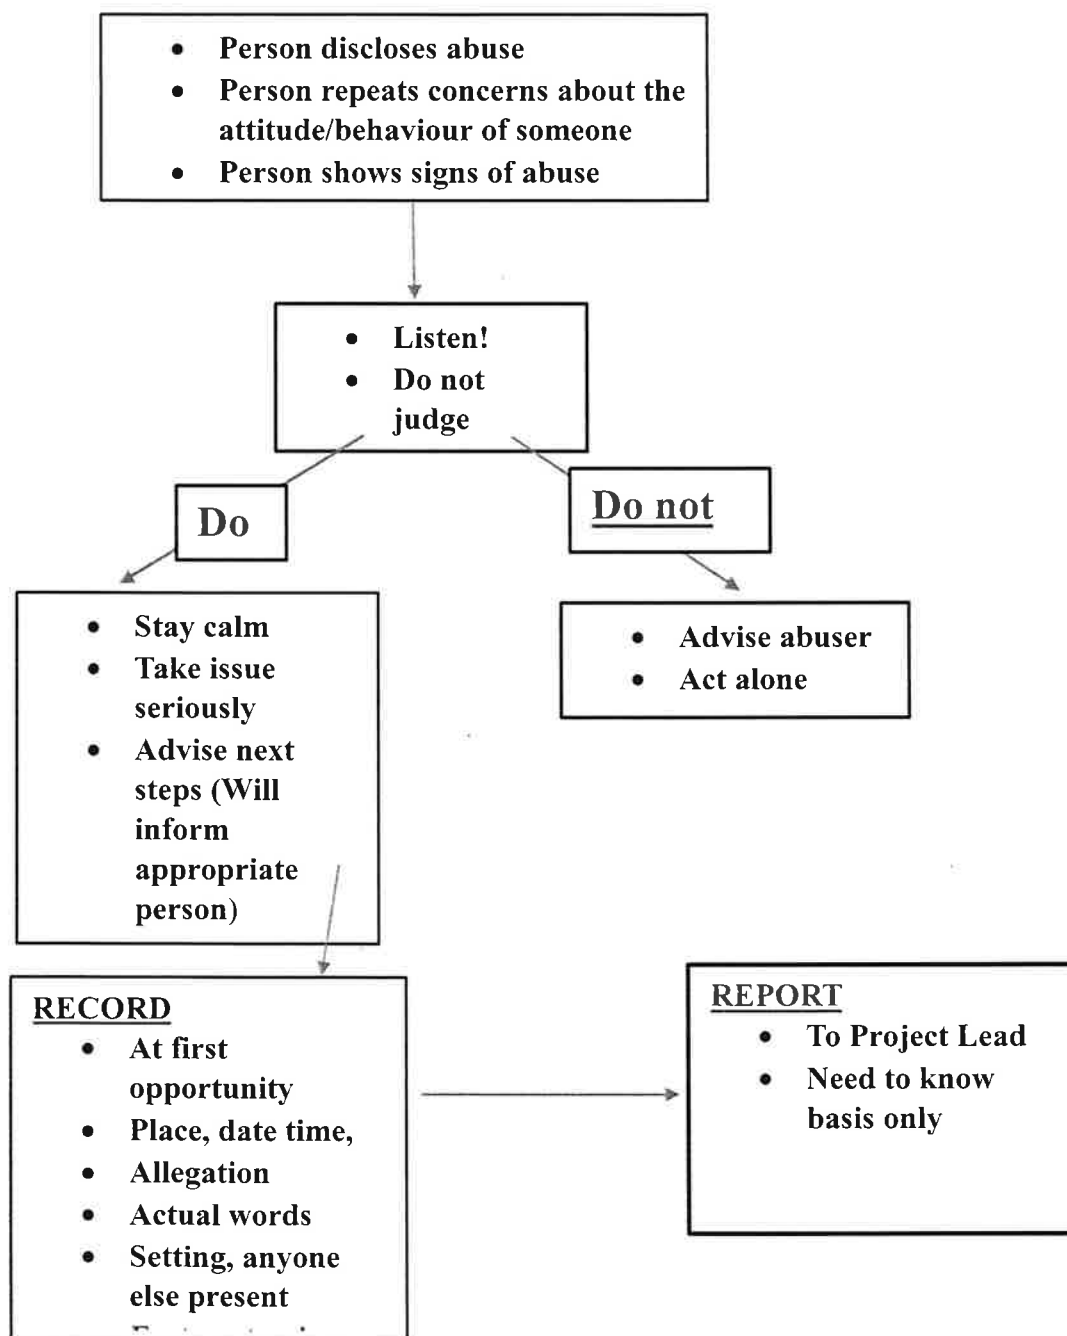 • Person discloses abuse
• Person repeats concerns about the
attitude/behaviour of someone
• Person shows signs of abuse
• Listen!
• Do not
judge
Do
Do not
• Stay calm
• Take issue
seriously
• Advise next
steps (Will
inform
appropriate
person)
• Advise abuser
• Act alone
RECORD
• At first
opportunity
• Place, date time,
• Allegation
• Actual words
• Setting, anyone
else present
REPORT
• To Project Lead
• Need to know
basis only